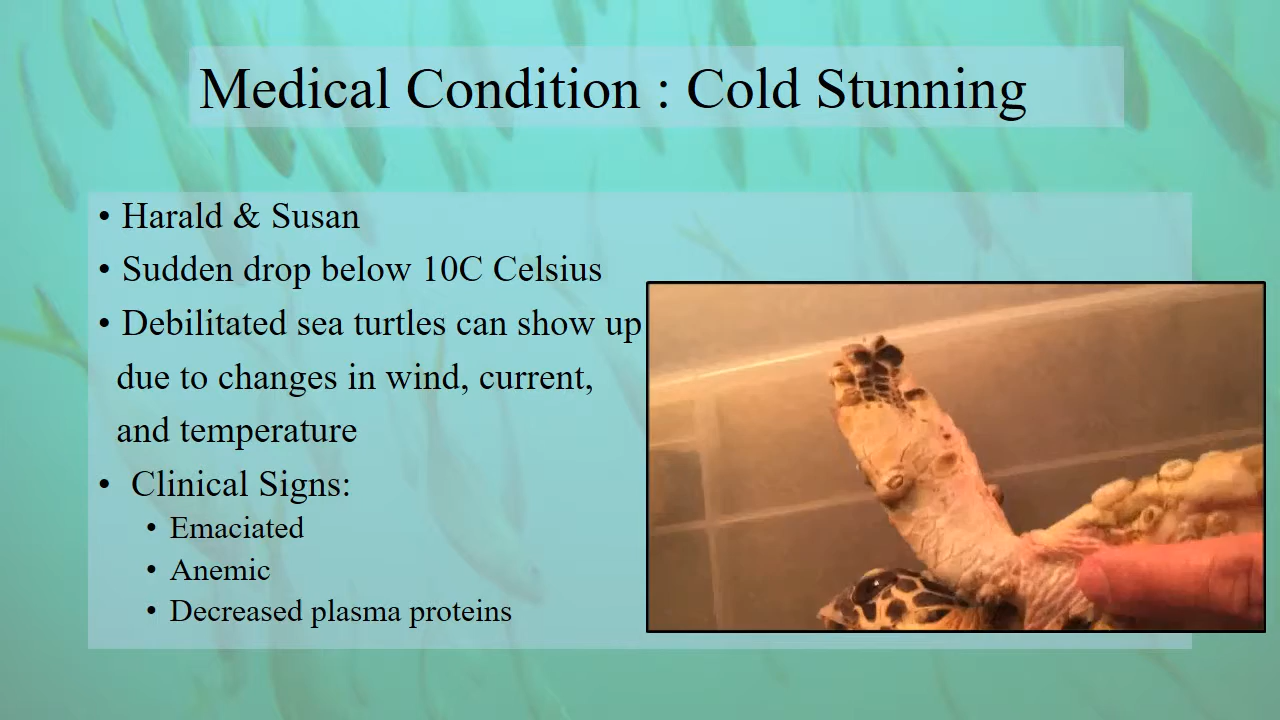 Medical Condition : Cold Stunning
• Harald & Susan
• Sudden drop below 10C Celsius
• Debilitated sea turtles can show up
due to changes in wind, current,
and temperature
• Clinical Signs:
• Emaciated
• Anemic
• Decreased plasma proteins